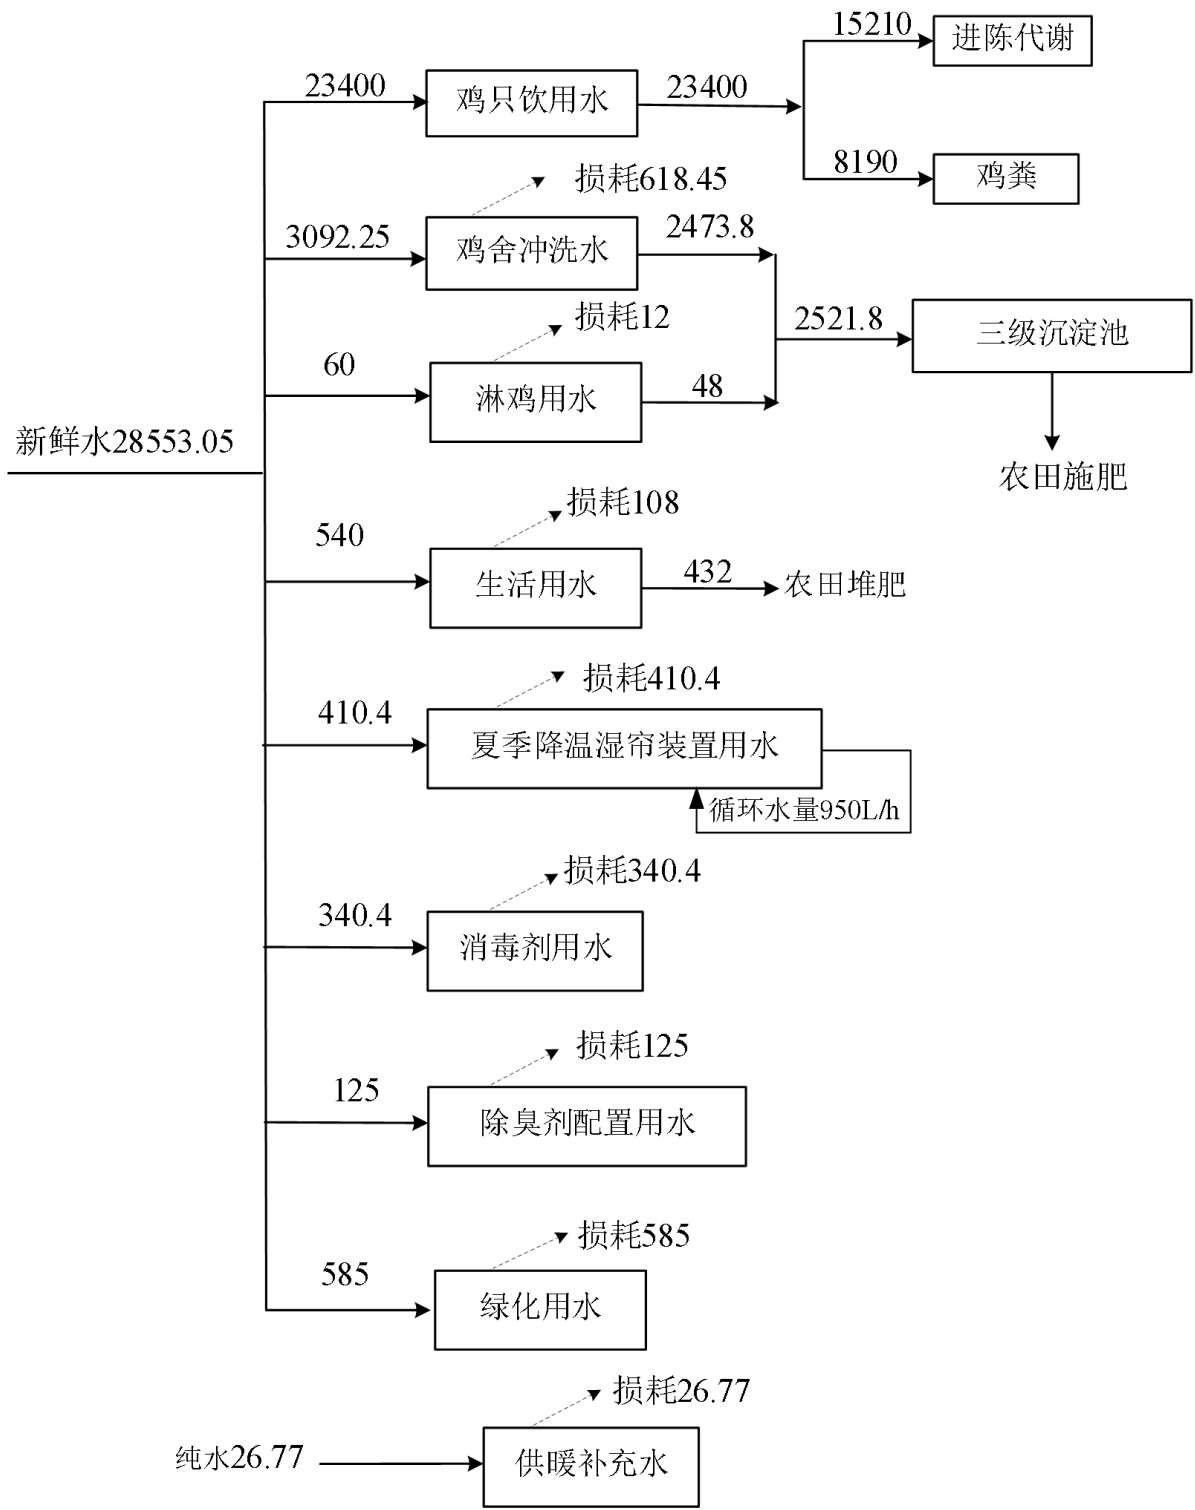 15210
进陈代谢
23400
鸡只饮用水
23400
8190
鸡粪
损耗618.45
3092.25
鸡舍冲洗水
2473.8
损耗12
2521.8
三级沉淀池
60
淋鸡用水
48
新鲜水28553.05
农田施肥
损耗108
540
生活用水
432
农田堆肥
损耗410.4
410.4
夏季降温湿帘装置用水
循环水量950L/h
损耗340.4
340.4
消毒剂用水
损耗125
125
除臭剂配置用水
损耗585
585
绿化用水
损耗26.77
纯水26.77
供暖补充水